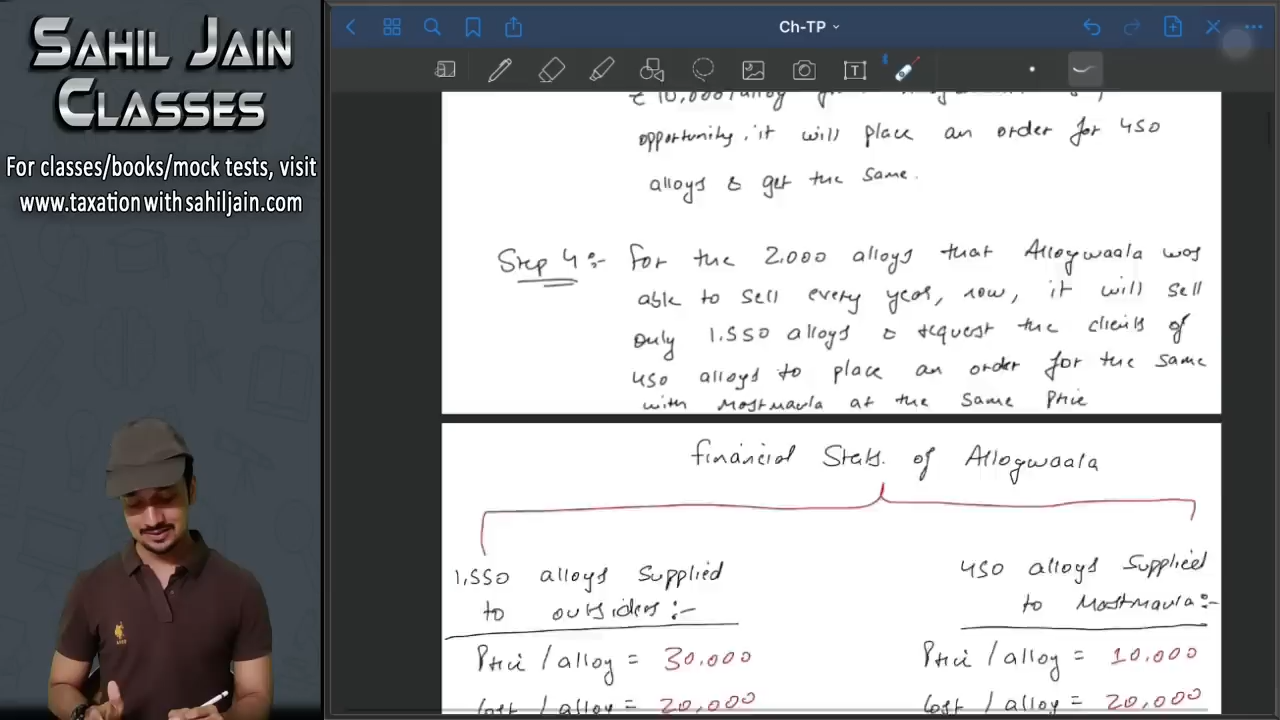 SAHIL JAIN
CLASSES
For classes/books/mock tests, visit
www.taxationwithsahiljain.com
Ch-TP
₹ 10,000/alloy
opportunity, it will place an order for 450
alloys & get the same.
Step 4:- For the 2,000 alloys that Alloywaala was
able to sell every year, now, it will sell
only 1,550 alloys & request the clients of
450 alloys to place an order for the same
with Mostmaula at the same price
Financial Stats. of Alloywaala
1,550 alloys supplied
to outsiders:-
Price / alloy = 30,000
Cost / alloy = 20,000
450 alloys supplied
to Mostmaula:-
Price / alloy = 10,000
Cost / alloy = 20,000